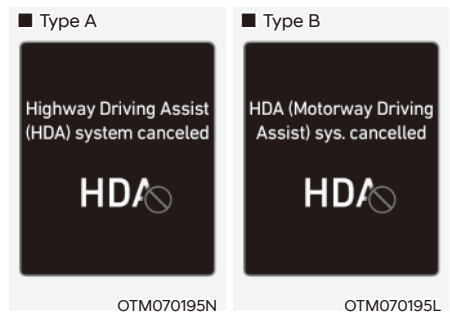 ■ Type A
Highway Driving Assist
(HDA) system canceled
HDA
OTM070195N
■ Type B
HDA (Motorway Driving
Assist) sys. cancelled
HDA
OTM070195L